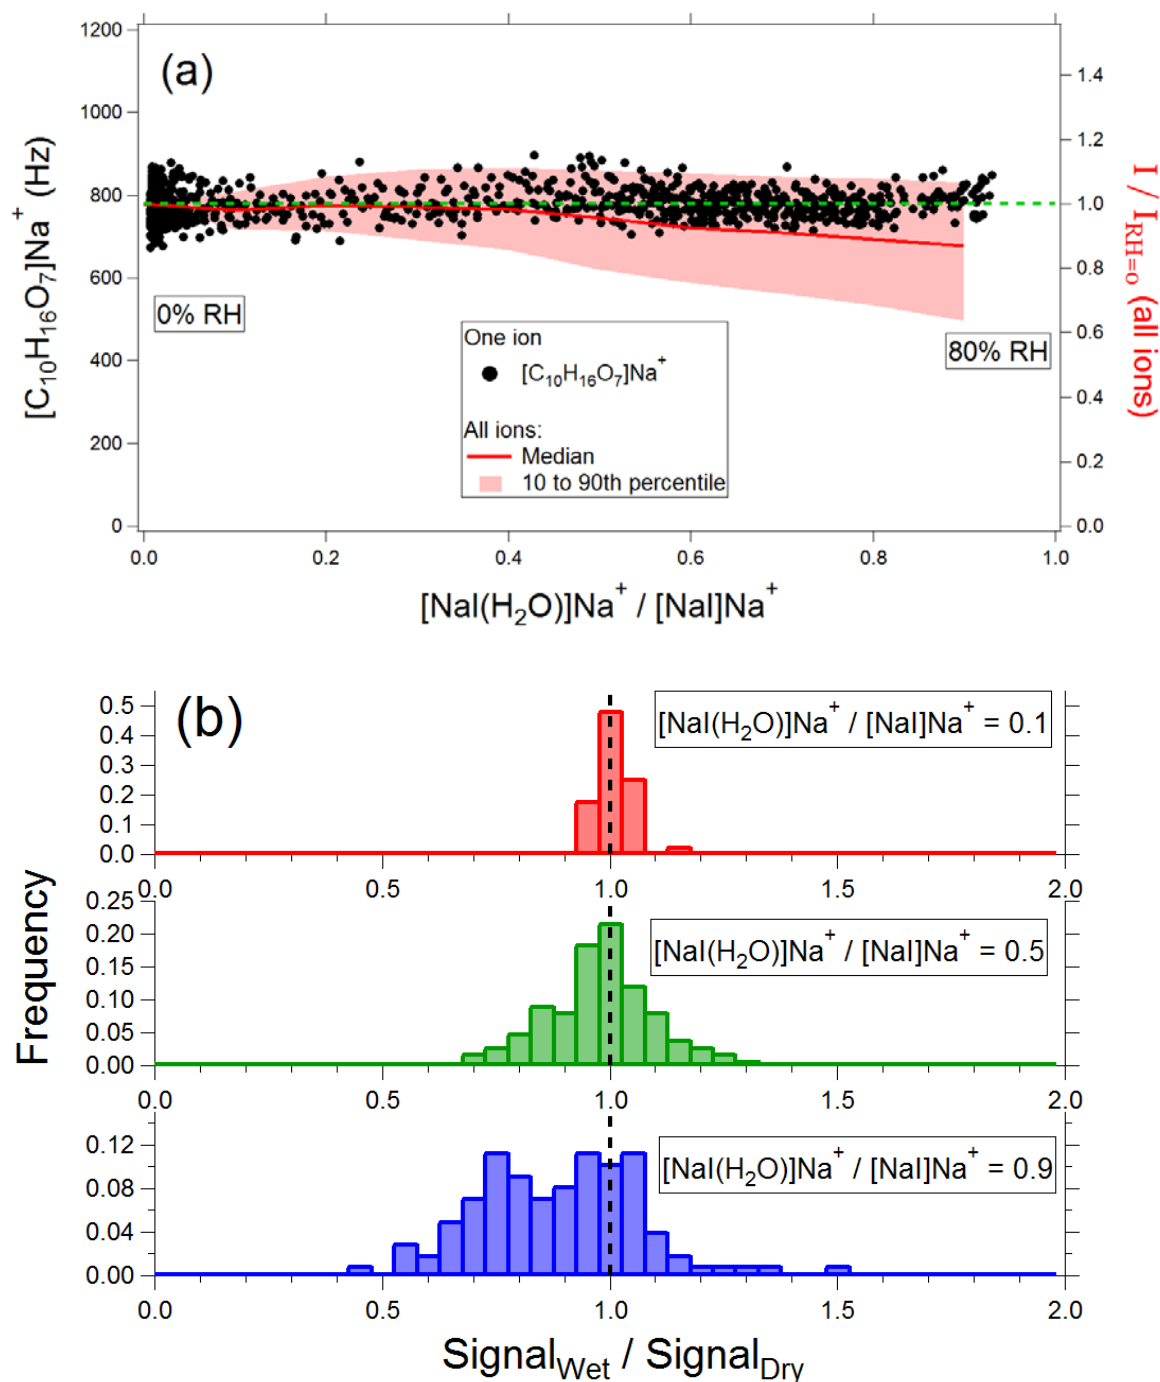 (a)
1200
1000
800
600
400
200
0
[C₁₀H₁₆O₇]Na⁺ (Hz)
1.4
1.2
1.0
0.8
0.6
0.4
0.2
0.0
I / I_RH=0 (all ions)
0% RH
80% RH
One ion
[C₁₀H₁₆O₇]Na⁺
All ions:
Median
10 to 90th percentile
0.0 0.2 0.4 0.6 0.8 1.0
[NaI(H₂O)]Na⁺ / [NaI]Na⁺
(b)
Frequency
0.5
0.4
0.3
0.2
0.1
0.0
[NaI(H₂O)]Na⁺ / [NaI]Na⁺ = 0.1
0.0 0.5 1.0 1.5 2.0
0.25
0.20
0.15
0.10
0.05
0.00
[NaI(H₂O)]Na⁺ / [NaI]Na⁺ = 0.5
0.0 0.5 1.0 1.5 2.0
0.12
0.08
0.04
0.00
[NaI(H₂O)]Na⁺ / [NaI]Na⁺ = 0.9
0.0 0.5 1.0 1.5 2.0
Signal_Wet / Signal_Dry